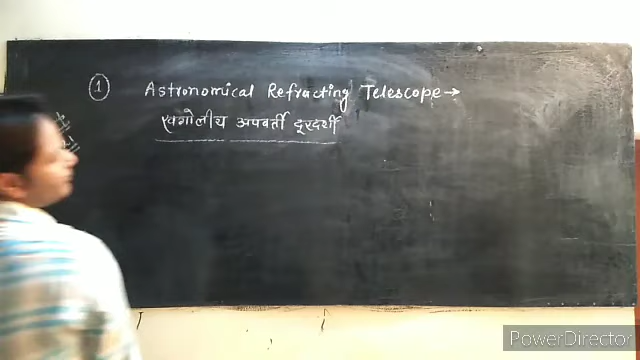 ① Astronomical Refracting Telescope→
खगोलीय अपवर्ती दूरदर्शी
PowerDirector